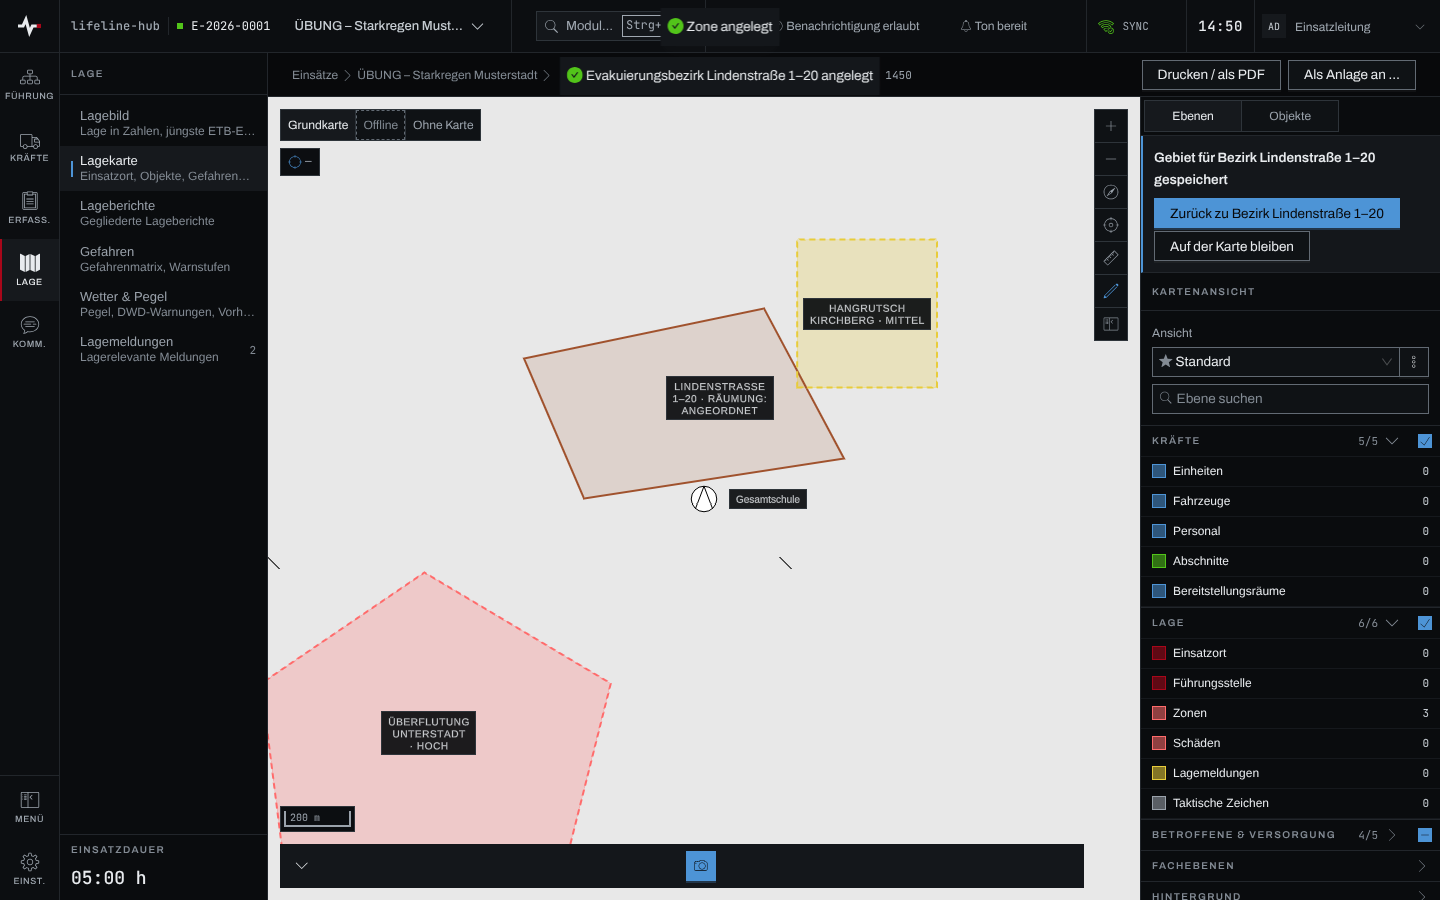 lifeline-hub
E-2026-0001
ÜBUNG – Starkregen Must...
Modul...
Strg+
Zone angelegt
Benachrichtigung erlaubt
Ton bereit
SYNC
14:50
AD
Einsatzleitung
FÜHRUNG
KRÄFTE
ERFASS.
LAGE
KOMM.
MENÜ
EINST.
LAGE
Lagebild
Lage in Zahlen, jüngste ETB-E...
Lagekarte
Einsatzort, Objekte, Gefahren...
Lageberichte
Gegliederte Lageberichte
Gefahren
Gefahrenmatrix, Warnstufen
Wetter & Pegel
Pegel, DWD-Warnungen, Vorh...
Lagemeldungen
Lagerelevante Meldungen
2
EINSATZDAUER
05:00 h
Einsätze
ÜBUNG – Starkregen Musterstadt
Evakuierungsbezirk Lindenstraße 1–20 angelegt
1450
Drucken / als PDF
Als Anlage an ...
Grundkarte
Offline
Ohne Karte
–
HANGRUTSCH
KIRCHBERG · MITTEL
LINDENSTRASSE
1–20 · RÄUMUNG:
ANGEORDNET
Gesamtschule
ÜBERFLUTUNG
UNTERSTADT
· HOCH
200 m
Ebenen
Objekte
Gebiet für Bezirk Lindenstraße 1–20
gespeichert
Zurück zu Bezirk Lindenstraße 1–20
Auf der Karte bleiben
KARTENANSICHT
Ansicht
Standard
Ebene suchen
KRÄFTE 5/5
Einheiten 0
Fahrzeuge 0
Personal 0
Abschnitte 0
Bereitstellungsräume 0
LAGE 6/6
Einsatzort 0
Führungsstelle 0
Zonen 3
Schäden 0
Lagemeldungen 0
Taktische Zeichen 0
BETROFFENE & VERSORGUNG 4/5
FACHEBENEN
HINTERGRUND